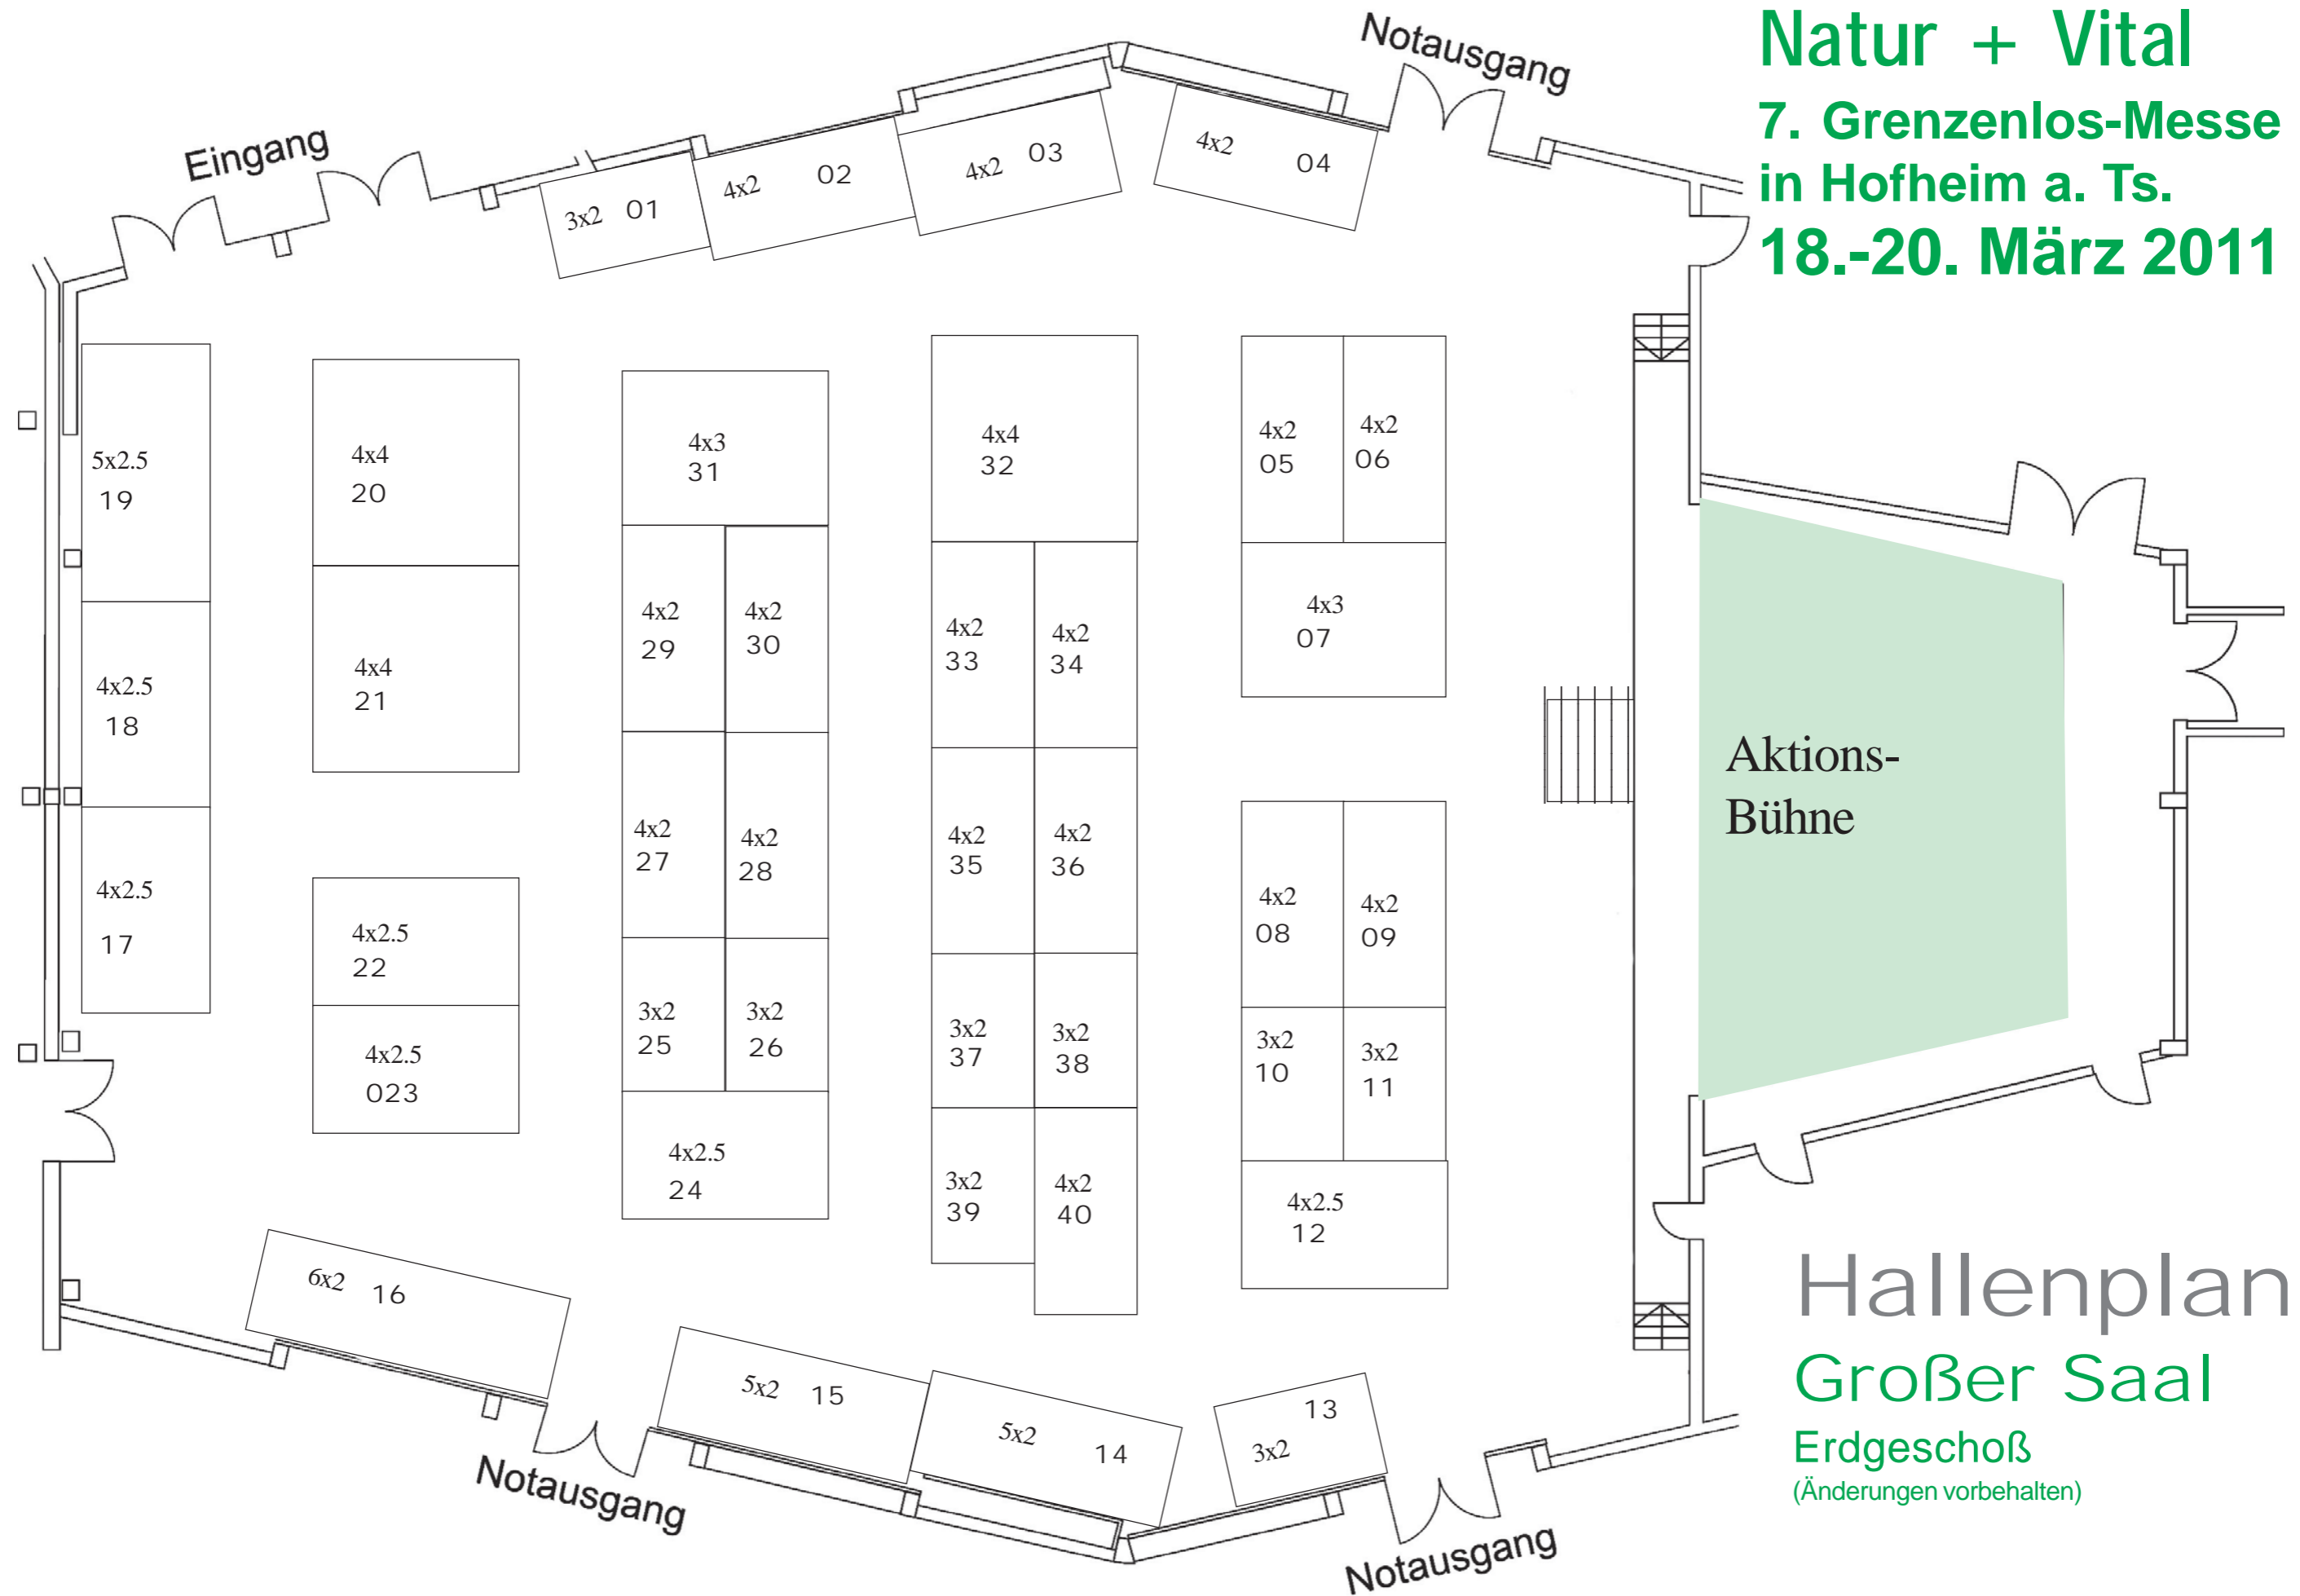 Natur + Vital
7. Grenzenlos-Messe
in Hofheim a. Ts.
18.-20. März 2011
Notausgang
Eingang
3x2 01
4x2 02
4x2 03
4x2 04
5x2.5
19
4x2.5
18
4x2.5
17
4x4
20
4x4
21
4x2.5
22
4x2.5
023
4x3
31
4x2
29
4x2
30
4x2
27
4x2
28
3x2
25
3x2
26
4x2.5
24
4x4
32
4x2
33
4x2
34
4x2
35
4x2
36
3x2
37
3x2
38
3x2
39
4x2
40
4x2
05
4x2
06
4x3
07
4x2
08
4x2
09
3x2
10
3x2
11
4x2.5
12
Aktions-
Bühne
6x2 16
5x2 15
5x2 14
13
3x2
Notausgang
Notausgang
Hallenplan
Großer Saal
Erdgeschoß
(Änderungen vorbehalten)